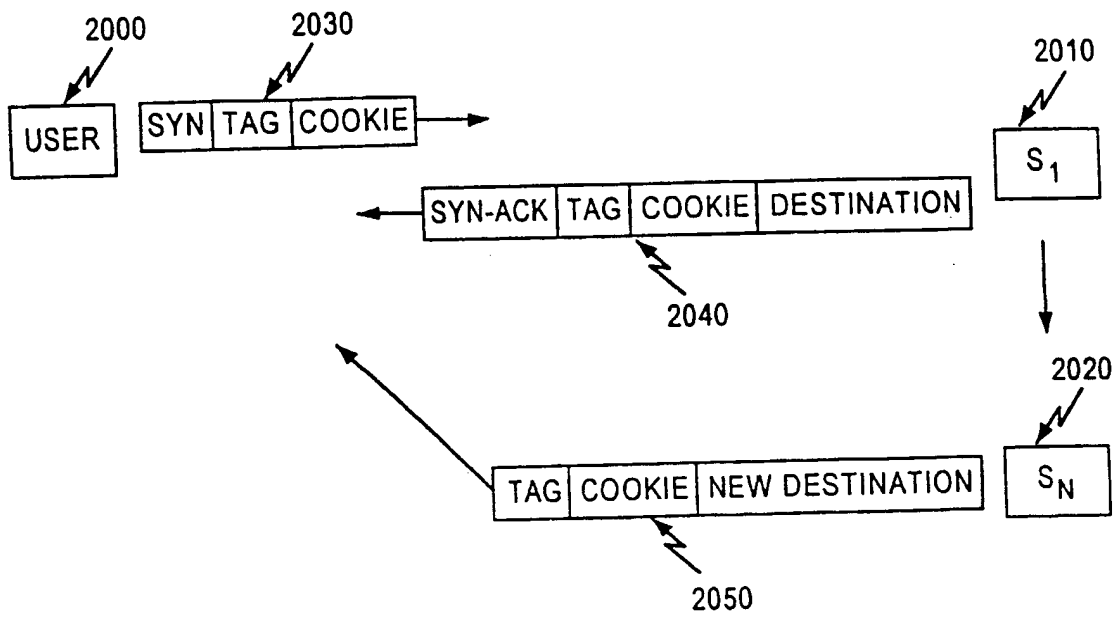 2000
2030
2010
USER
SYN TAG COOKIE
S1
SYN-ACK TAG COOKIE DESTINATION
2040
2020
TAG COOKIE NEW DESTINATION
SN
2050